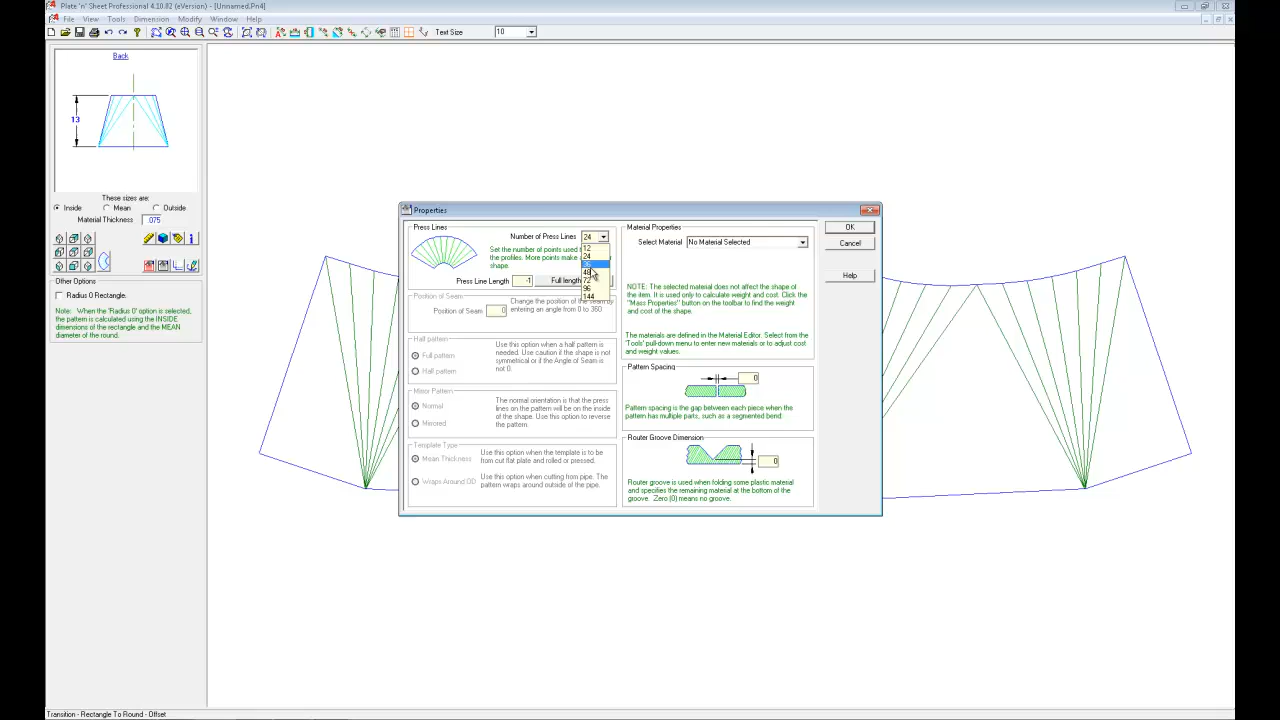 Plate 'n' Sheet Professional 4.10.82 (eVersion) - [Unnamed.Pn4]
File View Tools Dimension Modify Window Help
Text Size 10
Back
13
These sizes are:
Inside Mean Outside
Material Thickness .075
Other Options
Radius 0 Rectangle.
Note: When the 'Radius 0' option is selected,
the pattern is calculated using the INSIDE
dimensions of the rectangle and the MEAN
diameter of the round.
Properties
Press Lines
Number of Press Lines 24
12
24
36
48
72
96
144
Set the number of points used
the profiles. More points make
shape.
Press Line Length -1 Full length
Position of Seam
Position of Seam 0
Change the position of the seam by
entering an angle from 0 to 360
Half pattern
Full pattern
Half pattern
Use this option when a half pattern is
needed. Use caution if the shape is not
symmetrical or if the Angle of Seam is
not 0.
Mirror Pattern
Normal
Mirrored
The normal orientation is that the press
lines on the pattern will be on the inside
of the shape. Use this option to reverse
the pattern.
Template Type
Mean Thickness
Use this option when the template is to be
from cut flat plate and rolled or pressed.
Wraps Around OD
Use this option when cutting from pipe. The
pattern wraps around outside of the pipe.
Material Properties
Select Material No Material Selected
NOTE: The selected material does not affect the shape of
the item. It is used only to calculate weight and cost. Click the
"Mass Properties" button on the toolbar to find the weight
and cost of the shape.
The materials are defined in the Material Editor. Select from the
'Tools' pull-down menu to enter new materials or to adjust cost
and weight values.
Pattern Spacing
0
Pattern spacing is the gap between each piece when the
pattern has multiple parts, such as a segmented bend.
Router Groove Dimension
0
Router groove is used when folding some plastic material
and specifies the remaining material at the bottom of the
groove. Zero (0) means no groove.
OK
Cancel
Help
Transition - Rectangle To Round - Offset